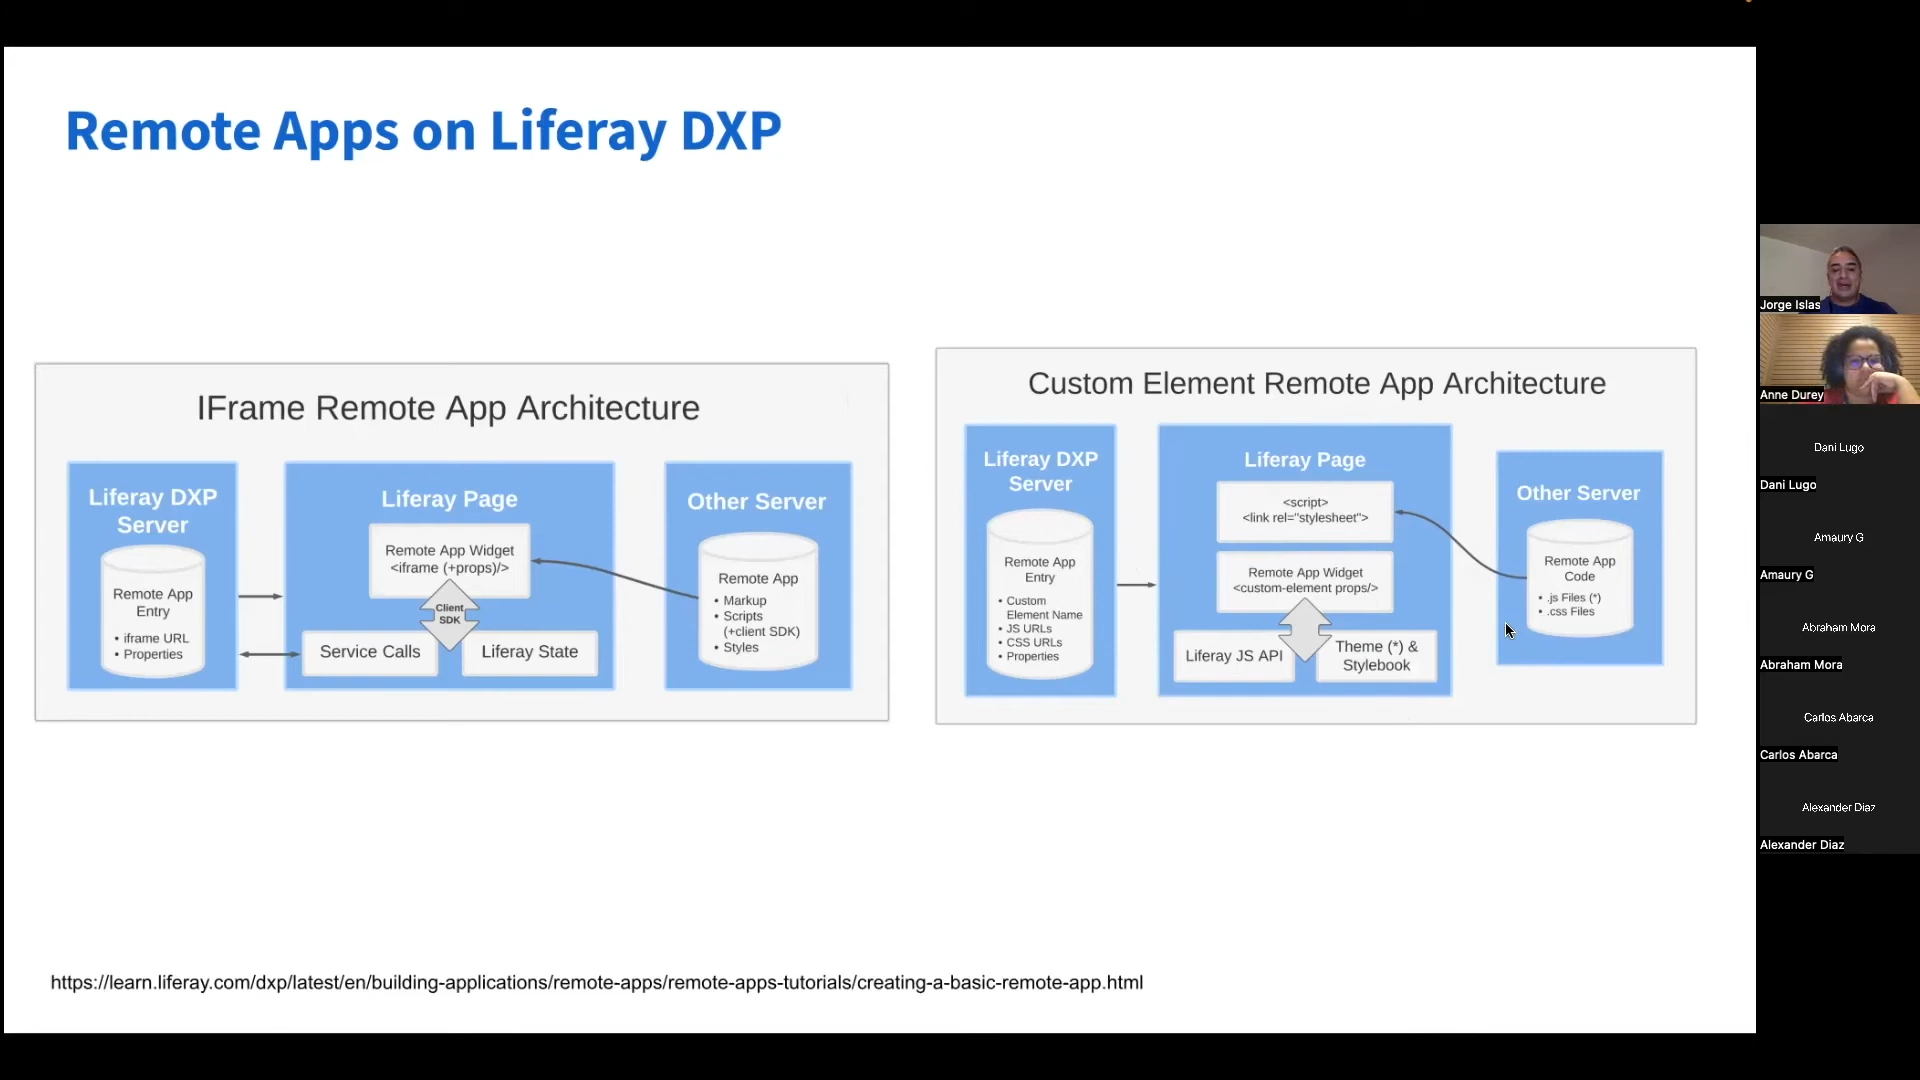 Remote Apps on Liferay DXP
IFrame Remote App Architecture
Liferay DXP
Server
Remote App
Entry
• iframe URL
• Properties
Liferay Page
Remote App Widget
<iframe (+props)/>
Client
SDK
Service Calls
Liferay State
Other Server
Remote App
• Markup
• Scripts
(+client SDK)
• Styles
Custom Element Remote App Architecture
Liferay DXP
Server
Remote App
Entry
• Custom
Element Name
• JS URLs
• CSS URLs
• Properties
Liferay Page
<script>
<link rel="stylesheet">
Remote App Widget
<custom-element props/>
Liferay JS API
Theme (*) &
Stylebook
Other Server
Remote App
Code
• .js Files (*)
• .css Files
https://learn.liferay.com/dxp/latest/en/building-applications/remote-apps/remote-apps-tutorials/creating-a-basic-remote-app.html
Jorge Islas
Anne Durey
Dani Lugo
Dani Lugo
Amaury G
Amaury G
Abraham Mora
Abraham Mora
Carlos Abarca
Carlos Abarca
Alexander Diaz
Alexander Diaz